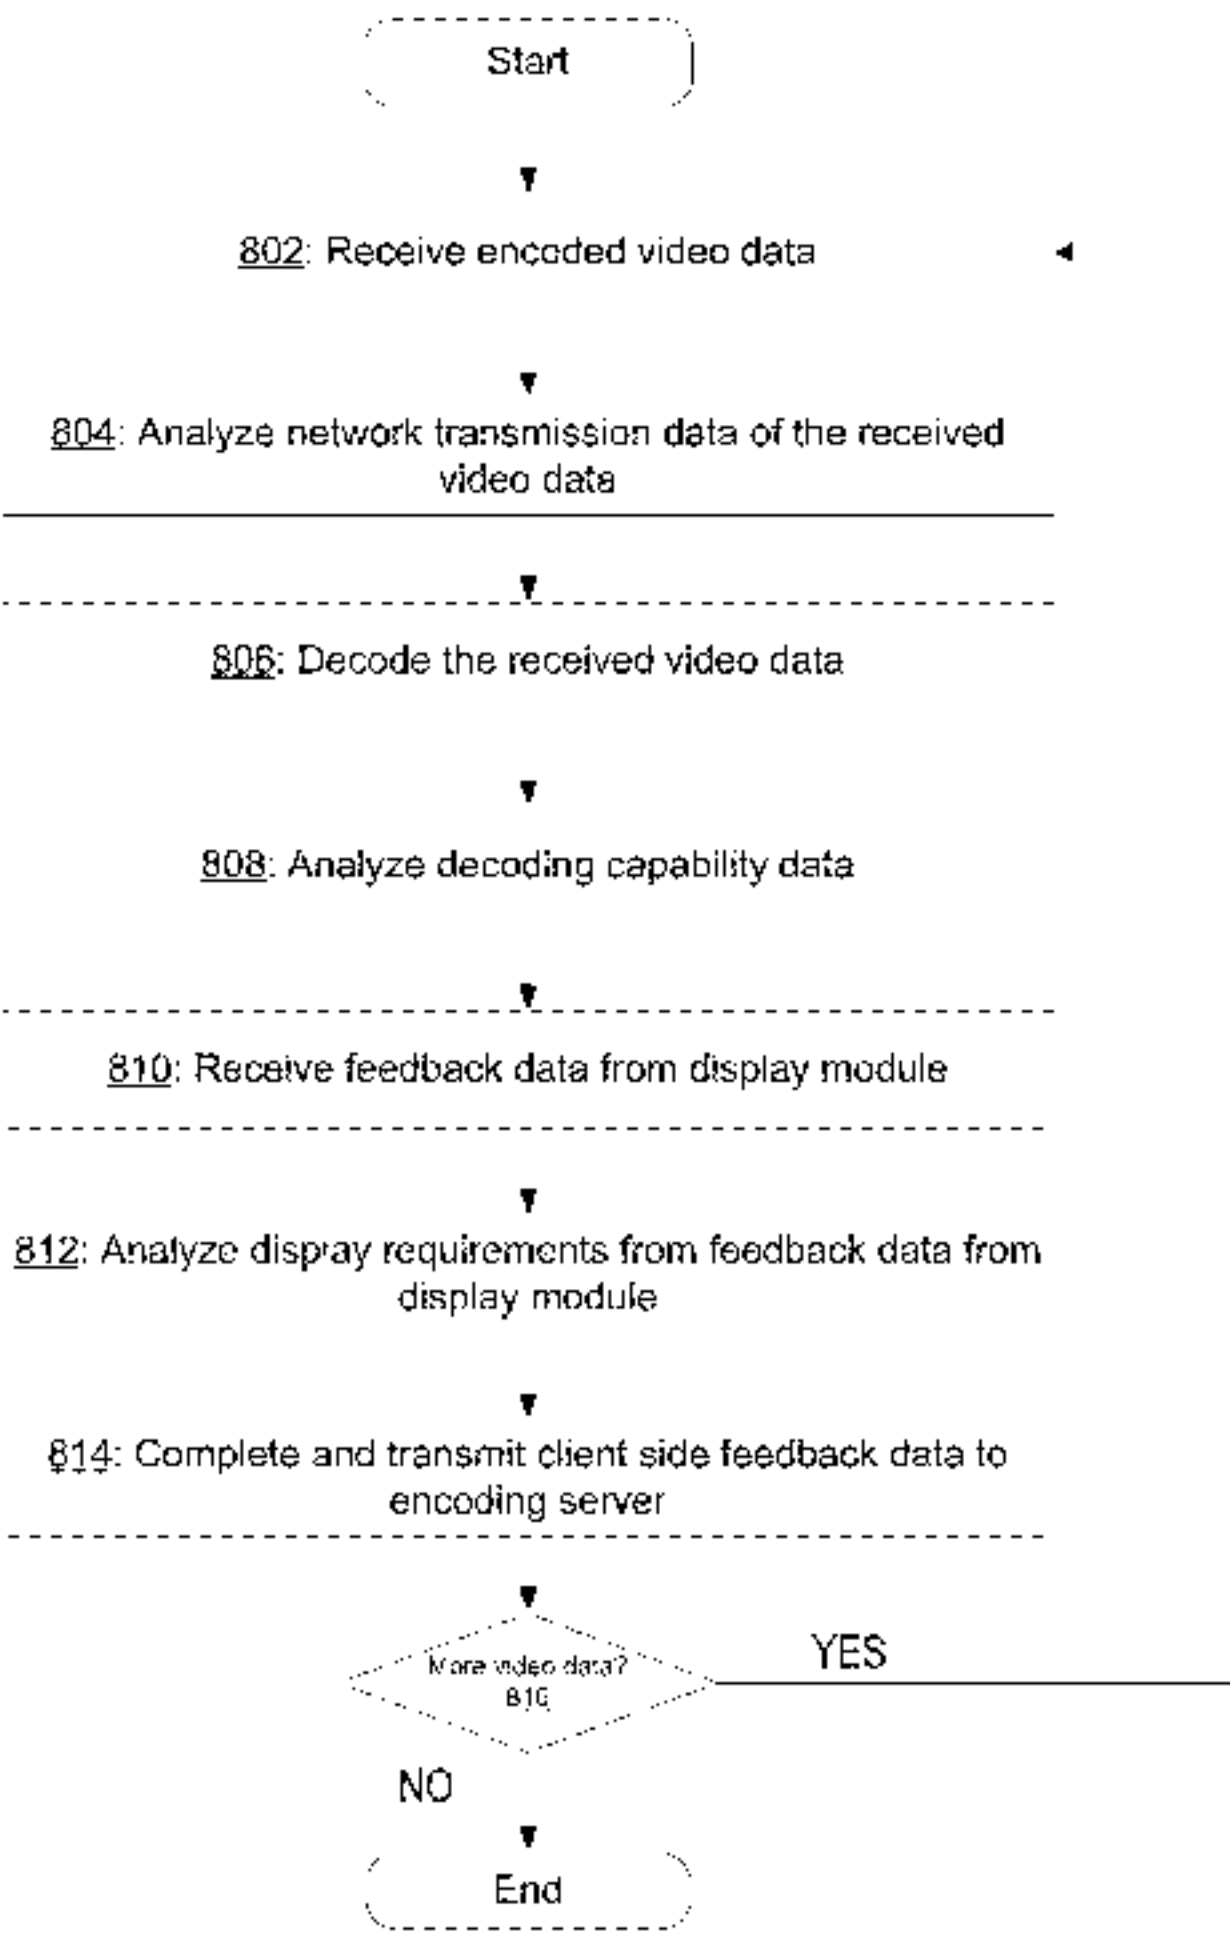 Start
802: Receive encoded video data
804: Analyze network transmission data of the received
video data
806: Decode the received video data
808: Analyze decoding capability data
810: Receive feedback data from display module
812: Analyze display requirements from feedback data from
display module
814: Complete and transmit client side feedback data to
encoding server
More video data?
816
YES
NO
End